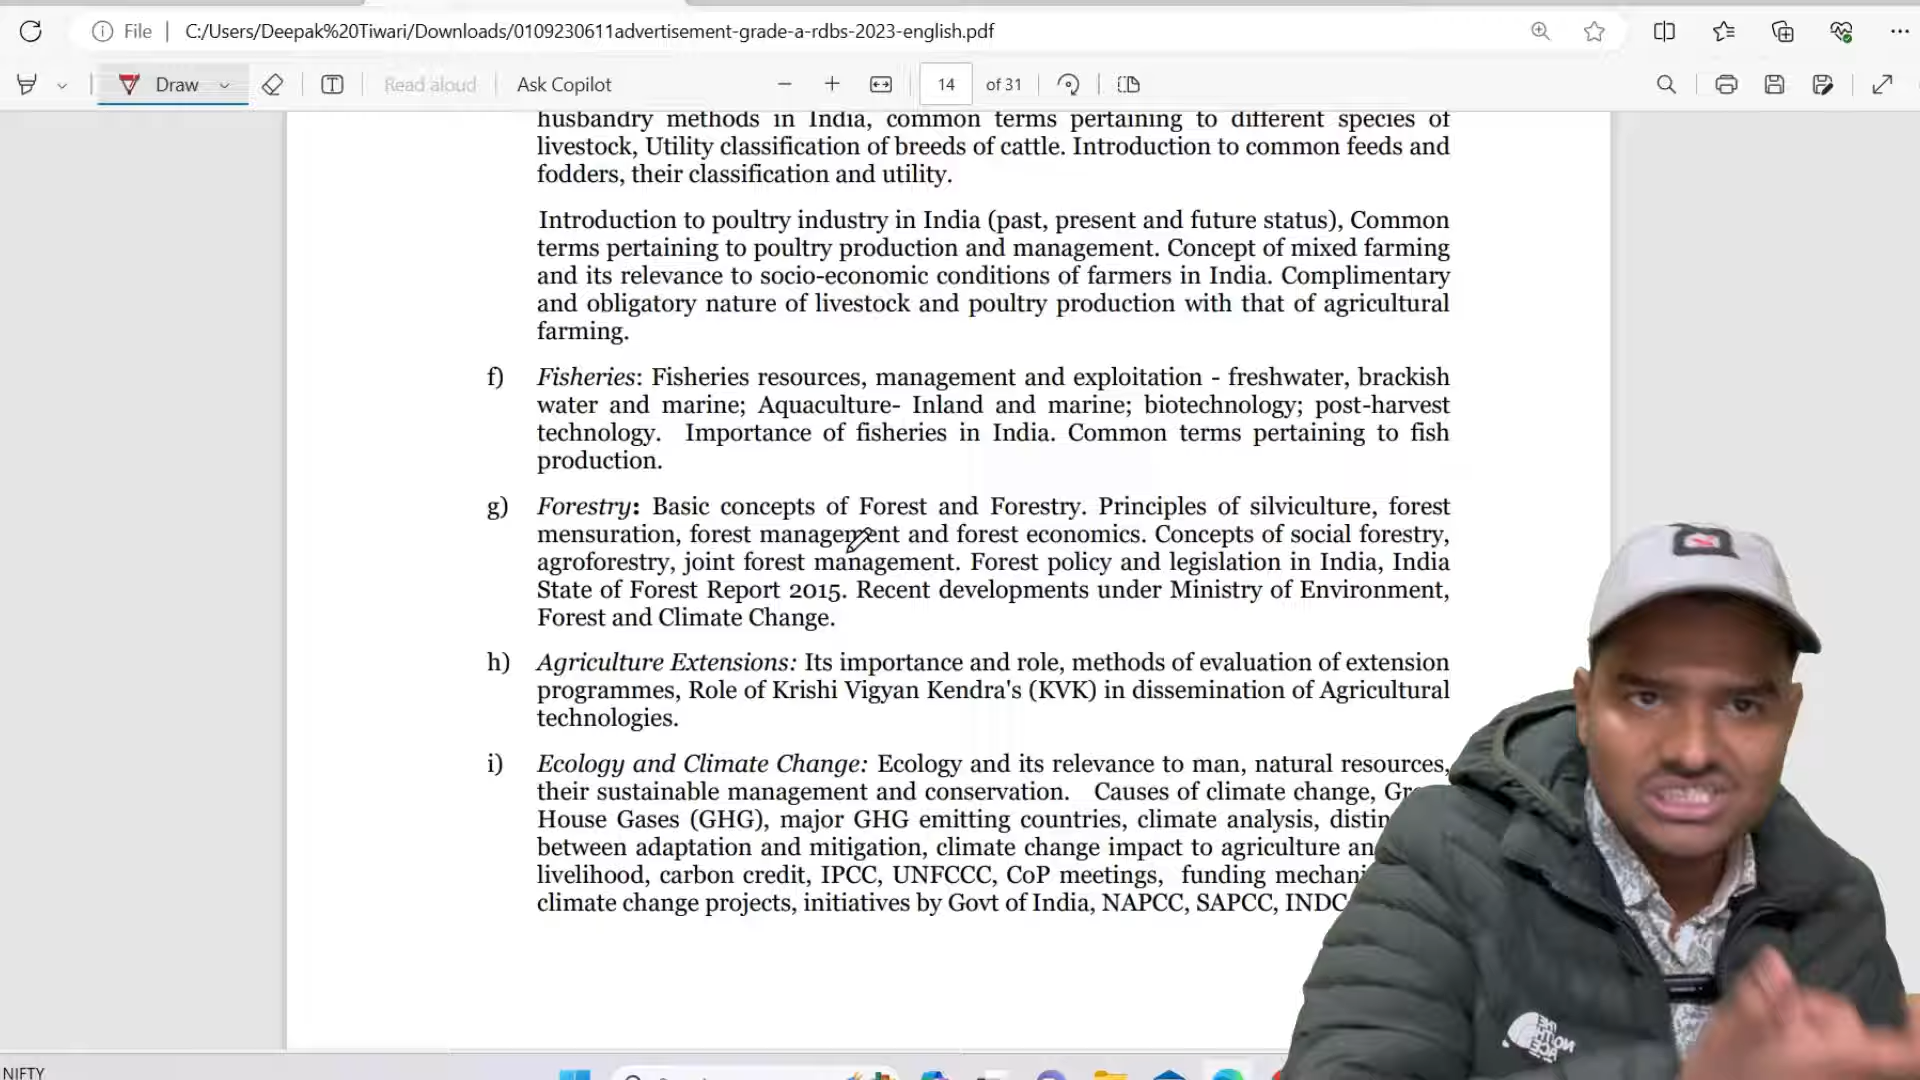 File
C:/Users/Deepak%20Tiwari/Downloads/0109230611advertisement-grade-a-rdbs-2023-english.pdf
Draw
Read aloud
Ask Copilot
14 of 31
husbandry methods in India, common terms pertaining to different species of
livestock, Utility classification of breeds of cattle. Introduction to common feeds and
fodders, their classification and utility.
Introduction to poultry industry in India (past, present and future status), Common
terms pertaining to poultry production and management. Concept of mixed farming
and its relevance to socio-economic conditions of farmers in India. Complimentary
and obligatory nature of livestock and poultry production with that of agricultural
farming.
f) Fisheries: Fisheries resources, management and exploitation - freshwater, brackish
water and marine; Aquaculture- Inland and marine; biotechnology; post-harvest
technology. Importance of fisheries in India. Common terms pertaining to fish
production.
g) Forestry: Basic concepts of Forest and Forestry. Principles of silviculture, forest
mensuration, forest management and forest economics. Concepts of social forestry,
agroforestry, joint forest management. Forest policy and legislation in India, India
State of Forest Report 2015. Recent developments under Ministry of Environment,
Forest and Climate Change.
h) Agriculture Extensions: Its importance and role, methods of evaluation of extension
programmes, Role of Krishi Vigyan Kendra's (KVK) in dissemination of Agricultural
technologies.
i) Ecology and Climate Change: Ecology and its relevance to man, natural resources,
their sustainable management and conservation. Causes of climate change,
House Gases (GHG), major GHG emitting countries, climate analysis,
between adaptation and mitigation, climate change impact to agriculture
livelihood, carbon credit, IPCC, UNFCCC, CoP meetings, funding
climate change projects, initiatives by Govt of India, NAPCC, SAPCC, INDC
THE NORTH FACE
NIFTY